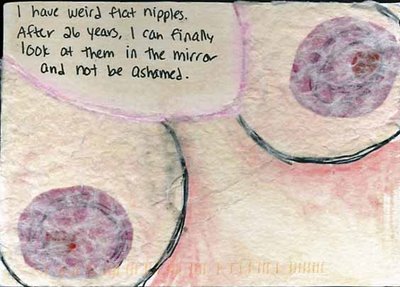 I have weird flat nipples.
After 26 years, I can finally
look at them in the mirror
and not be ashamed.